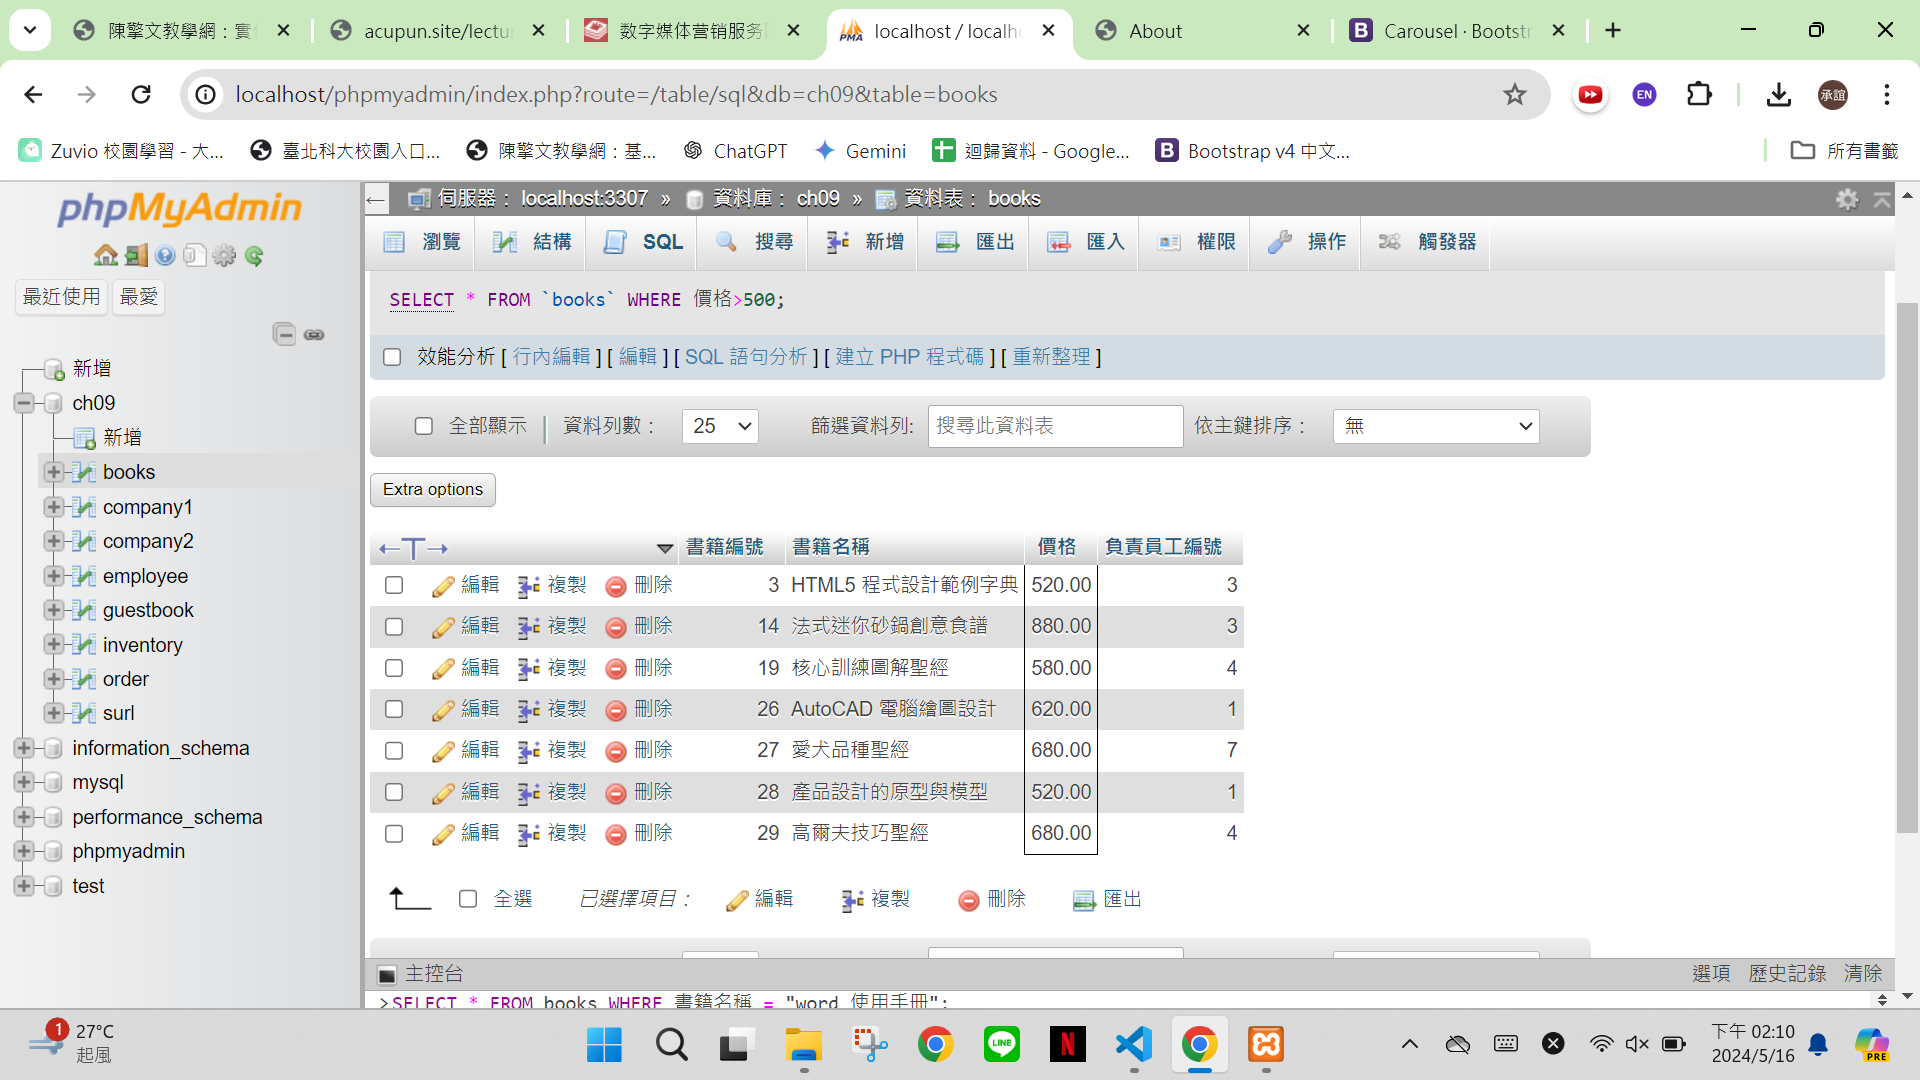 陳擎文教學網：實
acupun.site/lectu
数字媒体营销服务
localhost / localh
About
Carousel · Bootstr
localhost/phpmyadmin/index.php?route=/table/sql&db=ch09&table=books
EN
承誼
Zuvio 校園學習 - 大...
臺北科大校園入口...
陳擎文教學網：基...
ChatGPT
Gemini
迴歸資料 - Google...
Bootstrap v4 中文...
所有書籤
phpMyAdmin
最近使用
最愛
新增
ch09
新增
books
company1
company2
employee
guestbook
inventory
order
surl
information_schema
mysql
performance_schema
phpmyadmin
test
伺服器： localhost:3307 » 資料庫： ch09 » 資料表： books
瀏覽 結構 SQL 搜尋 新增 匯出 匯入 權限 操作 觸發器
SELECT * FROM `books` WHERE 價格>500;
效能分析 [ 行內編輯 ] [ 編輯 ] [ SQL 語句分析 ] [ 建立 PHP 程式碼 ] [ 重新整理 ]
全部顯示 | 資料列數： 25 篩選資料列: 搜尋此資料表 依主鍵排序： 無
Extra options
←T→ 書籍編號 書籍名稱 價格 負責員工編號
編輯 複製 刪除 3 HTML5 程式設計範例字典 520.00 3
編輯 複製 刪除 14 法式迷你砂鍋創意食譜 880.00 3
編輯 複製 刪除 19 核心訓練圖解聖經 580.00 4
編輯 複製 刪除 26 AutoCAD 電腦繪圖設計 620.00 1
編輯 複製 刪除 27 愛犬品種聖經 680.00 7
編輯 複製 刪除 28 產品設計的原型與模型 520.00 1
編輯 複製 刪除 29 高爾夫技巧聖經 680.00 4
全選 已選擇項目： 編輯 複製 刪除 匯出
主控台 選項 歷史記錄 清除
>SELECT * FROM books WHERE 書籍名稱 = "word 使用手冊";
1
27°C
起風
LINE
N
下午 02:10
2024/5/16
PRE